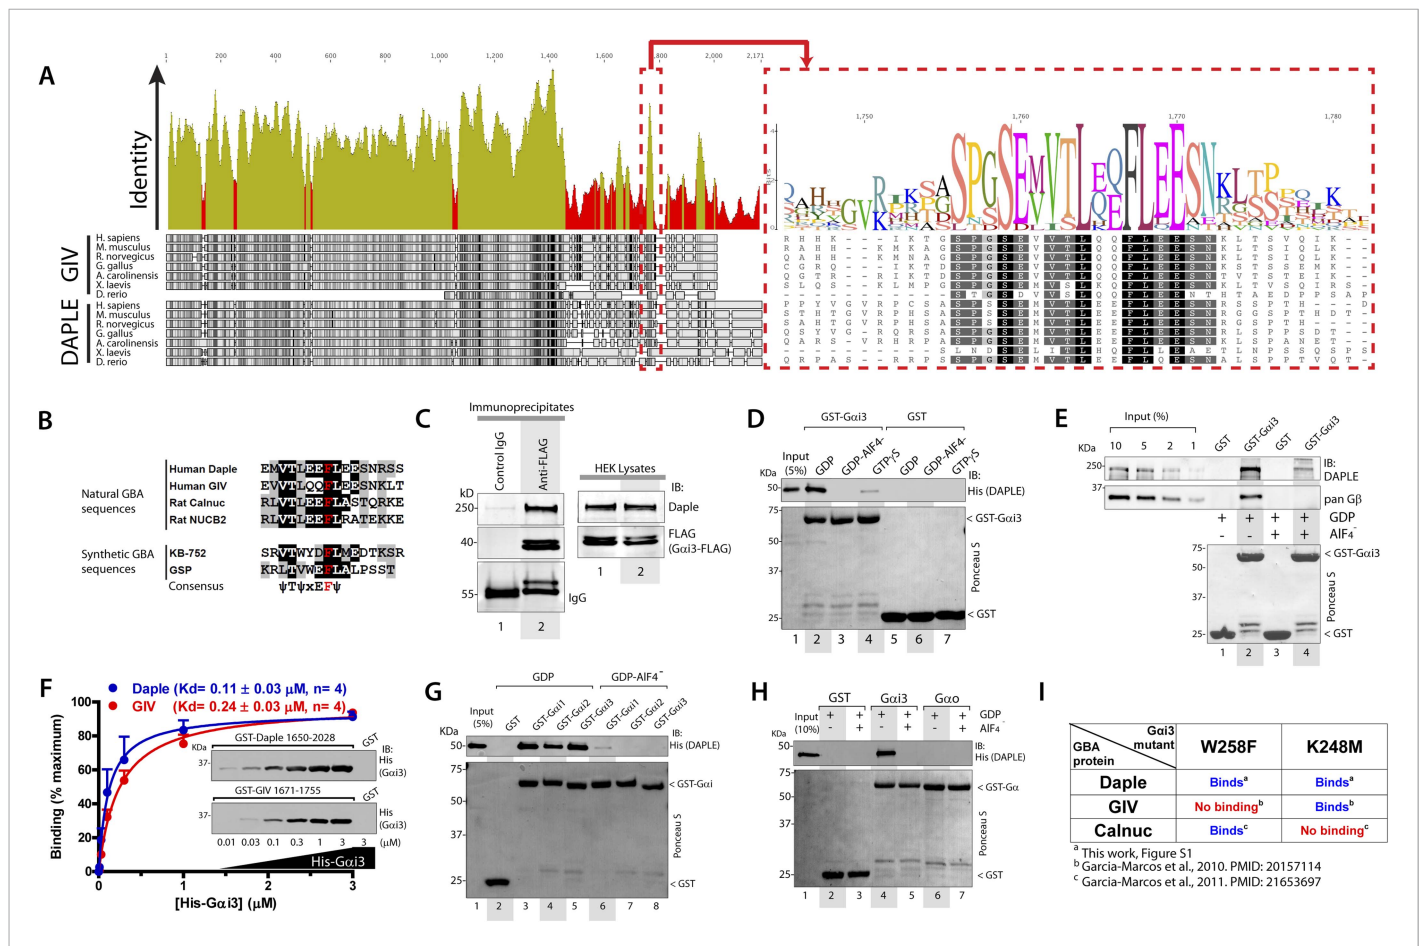 A
Identity
1 200 400 600 800 1,000 1,200 1,400 1,600 1,800 2,000 2,171
1,750 1,760 1,770 1,780
GIV
H. sapiens
M. musculus
R. norvegicus
G. gallus
A. carolinensis
X. laevis
D. rerio
DAPLE
H. sapiens
M. musculus
R. norvegicus
G. gallus
A. carolinensis
X. laevis
D. rerio
B
Natural GBA sequences
Human Daple EMVTLEEFLEESNRSS
Human GIV EVVTLQQFLEESNKLT
Rat Calnuc RLVTLEEFLASTQRKE
Rat NUCB2 RLVTLEEFLRATEKKE
Synthetic GBA sequences
KB-752 SRVTWYDFLMEDTKSR
GSP KRLTVWEFLALPSST
Consensus ψTψxEFψ
C
Immunoprecipitates
Control IgG
Anti-FLAG
HEK Lysates
kD
IB:
250
Daple
40
FLAG
(Gαi3-FLAG)
55
IgG
1 2
1 2
D
GST-Gαi3 GST
Input (5%)
GDP GDP-AlF4- GTPγS GDP GDP-AlF4- GTPγS
KDa
IB:
50
His (DAPLE)
75
< GST-Gαi3
50
37
Ponceau S
25
< GST
1 2 3 4 5 6 7
E
Input (%)
10 5 2 1
GST GST-Gαi3 GST GST-Gαi3
KDa
IB:
250
DAPLE
37
pan Gβ
+ + + + GDP
- - + + AlF4-
75
< GST-Gαi3
50
37
Ponceau S
25
< GST
1 2 3 4
F
Daple (Kd= 0.11 ± 0.03 μM, n= 4)
GIV (Kd= 0.24 ± 0.03 μM, n= 4)
Binding (% maximum)
100
80
60
40
20
0
0 1 2 3
[His-Gαi3] (μM)
GST-Daple 1650-2028 GST
KDa
IB:
His
(Gαi3)
37-
GST-GIV 1671-1755 GST
37-
His
(Gαi3)
0.01 0.03 0.1 0.3 1 3 3 (μM)
His-Gαi3
G
GDP GDP-AlF4-
Input (5%)
GST GST-Gαi1 GST-Gαi2 GST-Gαi3 GST-Gαi1 GST-Gαi2 GST-Gαi3
KDa
IB:
50
His (DAPLE)
75
< GST-Gαi
50
37
Ponceau S
25
< GST
1 2 3 4 5 6 7 8
H
GST Gαi3 Gαo
Input (10%)
+ + + + + + GDP
- + - + - + AlF4-
KDa
IB:
50
His (DAPLE)
75
< GST-Gα
50
37
Ponceau S
25
< GST
1 2 3 4 5 6 7
I
GBA protein Gαi3 mutant W258F K248M
Daple Binds a Binds a
GIV No binding b Binds b
Calnuc Binds c No binding c
a This work, Figure S1
b Garcia-Marcos et al., 2010. PMID: 20157114
c Garcia-Marcos et al., 2011. PMID: 21653697